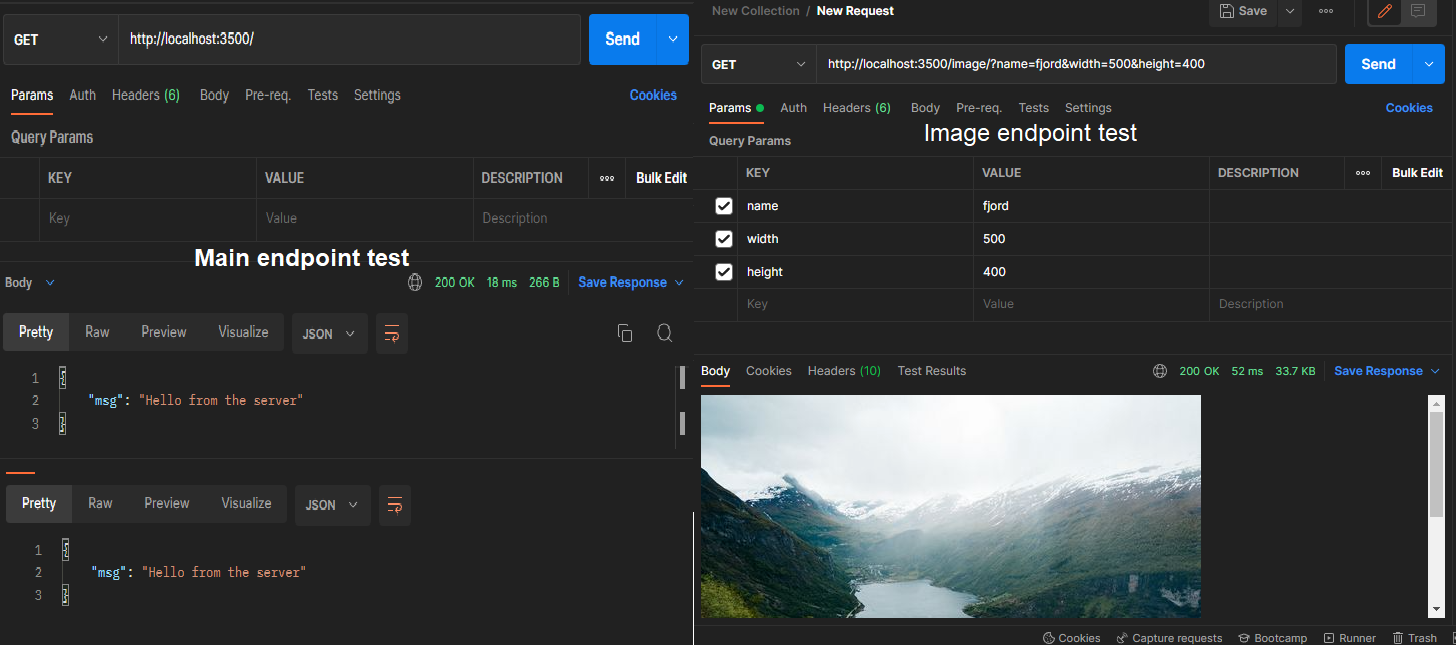 GET
http://localhost:3500/
Send
Params Auth Headers (6) Body Pre-req. Tests Settings Cookies
Query Params
KEY VALUE DESCRIPTION Bulk Edit
Key Value Description
Main endpoint test
Body 200 OK 18 ms 266 B Save Response
Pretty Raw Preview Visualize JSON
1 {
2 "msg": "Hello from the server"
3 }
Pretty Raw Preview Visualize JSON
1 {
2 "msg": "Hello from the server"
3 }
New Collection / New Request Save
GET
http://localhost:3500/image/?name=fjord&width=500&height=400
Send
Params Auth Headers (6) Body Pre-req. Tests Settings Cookies
Image endpoint test
Query Params
KEY VALUE DESCRIPTION Bulk Edit
name fjord
width 500
height 400
Key Value Description
Body Cookies Headers (10) Test Results 200 OK 52 ms 33.7 KB Save Response
Cookies Capture requests Bootcamp Runner Trash